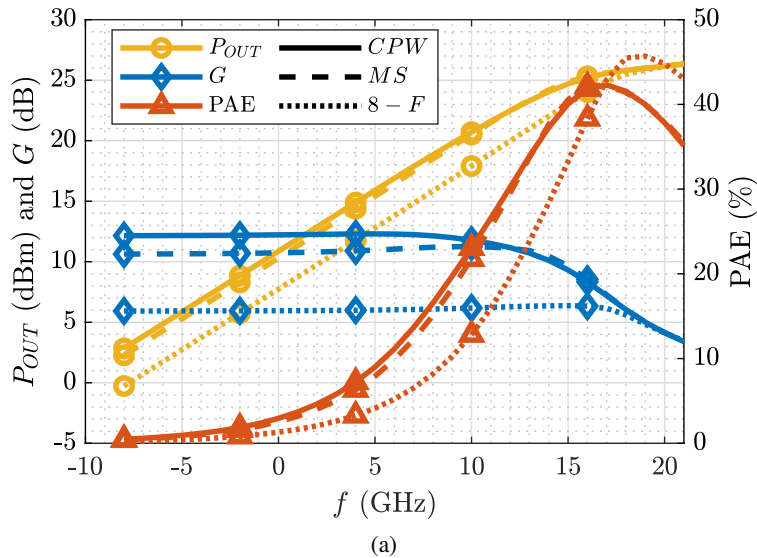 30
25
20
15
10
5
0
-5
P_OUT (dBm) and G (dB)
P_OUT CPW
G MS
PAE 8 − F
50
40
30
20
10
0
PAE (%)
-10 -5 0 5 10 15 20
f (GHz)
(a)